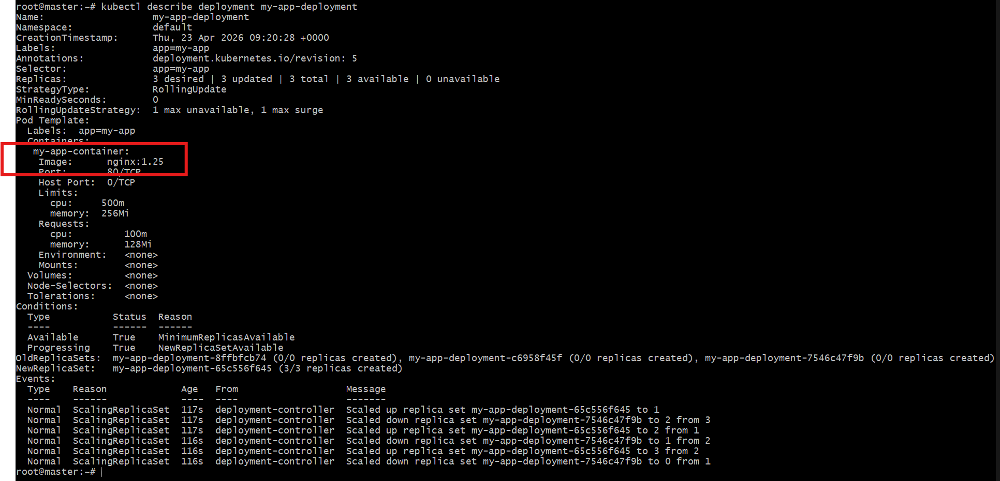 root@master:~# kubectl describe deployment my-app-deployment
Name:                   my-app-deployment
Namespace:              default
CreationTimestamp:      Thu, 23 Apr 2026 09:20:28 +0000
Labels:                 app=my-app
Annotations:            deployment.kubernetes.io/revision: 5
Selector:               app=my-app
Replicas:               3 desired | 3 updated | 3 total | 3 available | 0 unavailable
StrategyType:           RollingUpdate
MinReadySeconds:        0
RollingUpdateStrategy:  1 max unavailable, 1 max surge
Pod Template:
  Labels:  app=my-app
  Containers:
   my-app-container:
    Image:      nginx:1.25
    Port:       80/TCP
    Host Port:  0/TCP
    Limits:
      cpu:     500m
      memory:  256Mi
    Requests:
      cpu:         100m
      memory:      128Mi
    Environment:   <none>
    Mounts:        <none>
  Volumes:         <none>
  Node-Selectors:  <none>
  Tolerations:     <none>
Conditions:
  Type           Status  Reason
  ----           ------  ------
  Available      True    MinimumReplicasAvailable
  Progressing    True    NewReplicaSetAvailable
OldReplicaSets:  my-app-deployment-8ffbfcb74 (0/0 replicas created), my-app-deployment-c6958f45f (0/0 replicas created), my-app-deployment-7546c47f9b (0/0 replicas created)
NewReplicaSet:   my-app-deployment-65c556f645 (3/3 replicas created)
Events:
  Type    Reason             Age   From                   Message
  ----    ------             ----  ----                   -------
  Normal  ScalingReplicaSet  117s  deployment-controller  Scaled up replica set my-app-deployment-65c556f645 to 1
  Normal  ScalingReplicaSet  117s  deployment-controller  Scaled down replica set my-app-deployment-7546c47f9b to 2 from 3
  Normal  ScalingReplicaSet  117s  deployment-controller  Scaled up replica set my-app-deployment-65c556f645 to 2 from 1
  Normal  ScalingReplicaSet  116s  deployment-controller  Scaled down replica set my-app-deployment-7546c47f9b to 1 from 2
  Normal  ScalingReplicaSet  116s  deployment-controller  Scaled up replica set my-app-deployment-65c556f645 to 3 from 2
  Normal  ScalingReplicaSet  116s  deployment-controller  Scaled down replica set my-app-deployment-7546c47f9b to 0 from 1
root@master:~#